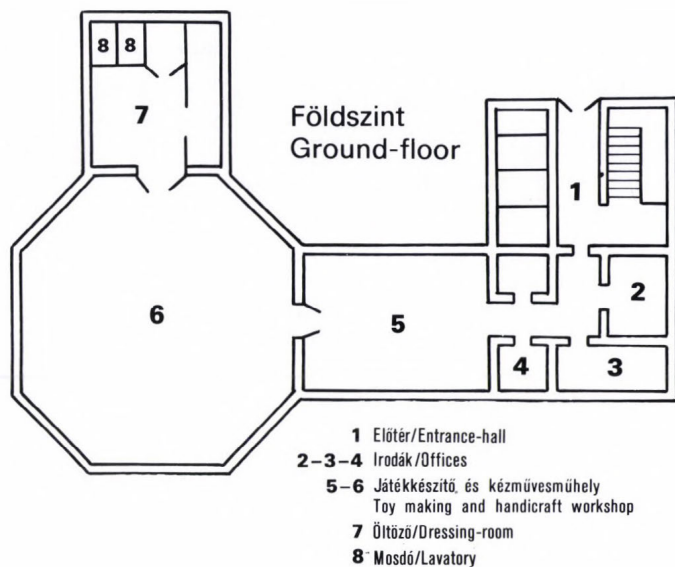 8 8
7
Földszint
Ground-floor
1
2
6
5
4
3
1 Előtér/Entrance-hall
2–3–4 Irodák/Offices
5–6 Játékkészítő, és kézművesműhely
Toy making and handicraft workshop
7 Öltöző/Dressing-room
8 Mosdó/Lavatory